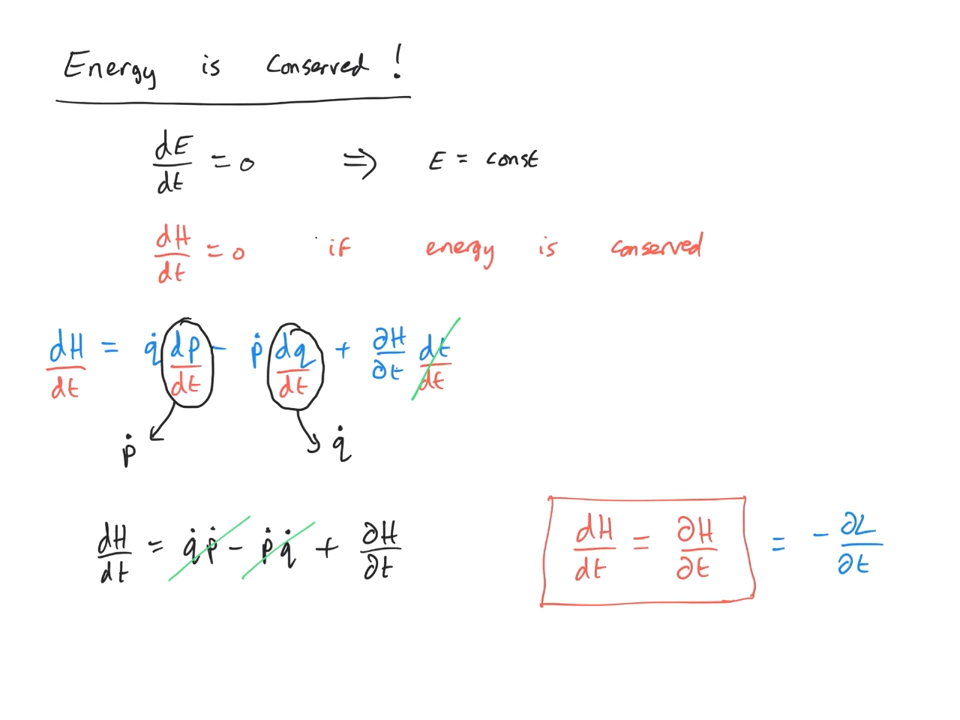 Energy is conserved !
dE/dt = 0 ⇒ E = const
dH/dt = 0 if energy is conserved
dH/dt = q̇ dp/dt − ṗ dq/dt + ∂H/∂t dt/dt
ṗ q̇
dH/dt = q̇ṗ − ṗq̇ + ∂H/∂t
dH/dt = ∂H/∂t = − ∂L/∂t